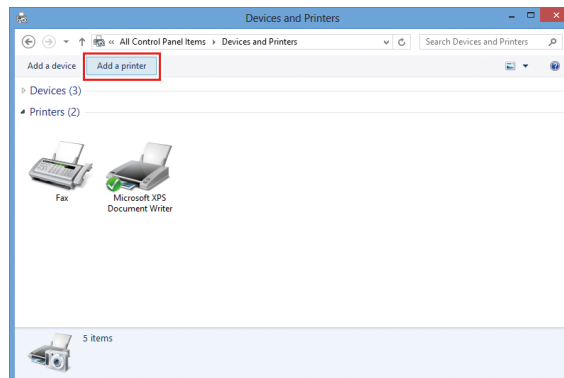 Devices and Printers
« All Control Panel Items Devices and Printers
Search Devices and Printers
Add a device Add a printer
Devices (3)
Printers (2)
Fax
Microsoft XPS
Document Writer
5 items